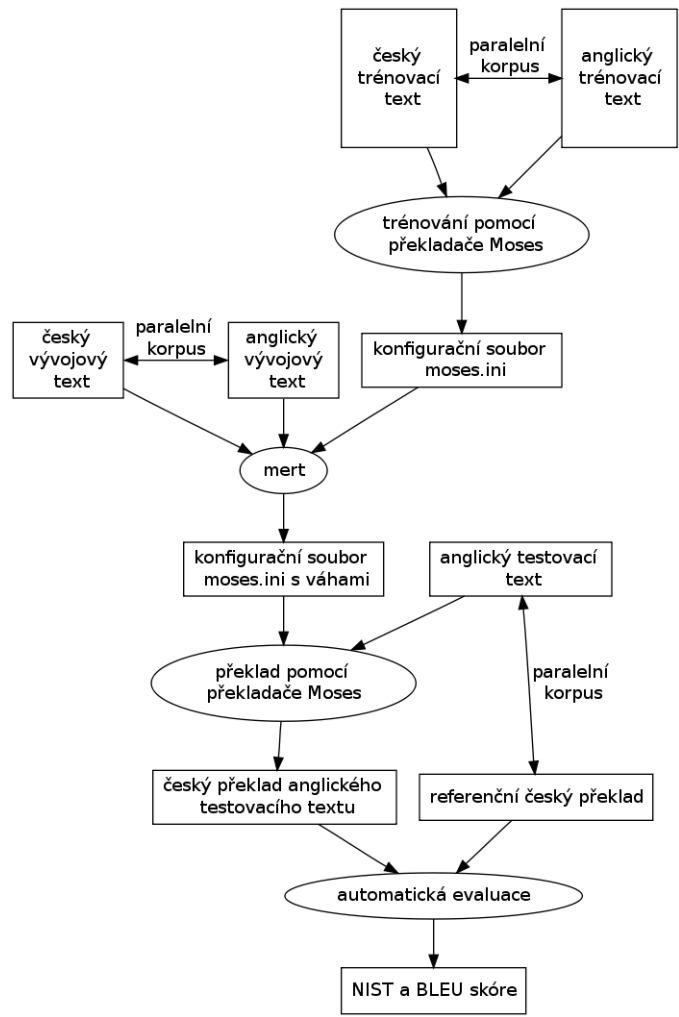 český
trénovací
text
paralelní
korpus
anglický
trénovací
text
trénování pomocí
překladače Moses
český
vývojový
text
paralelní
korpus
anglický
vývojový
text
konfigurační soubor
moses.ini
mert
konfigurační soubor
moses.ini s váhami
anglický testovací
text
překlad pomocí
překladače Moses
paralelní
korpus
český překlad anglického
testovacího textu
referenční český překlad
automatická evaluace
NIST a BLEU skóre